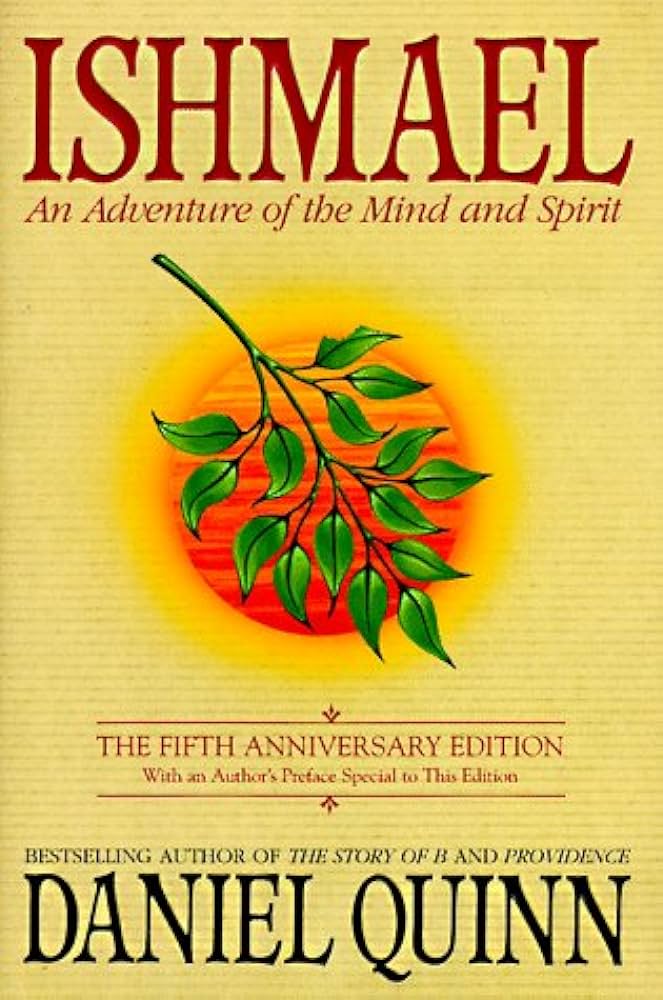 ISHMAEL
An Adventure of the Mind and Spirit
THE FIFTH ANNIVERSARY EDITION
With an Author's Preface Special to This Edition
BESTSELLING AUTHOR OF THE STORY OF B AND PROVIDENCE
DANIEL QUINN